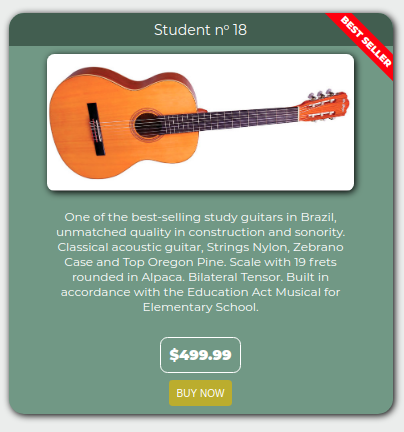 Student nº 18
BEST SELLER
One of the best-selling study guitars in Brazil,
unmatched quality in construction and sonority.
Classical acoustic guitar, Strings Nylon, Zebrano
Case and Top Oregon Pine. Scale with 19 frets
rounded in Alpaca. Bilateral Tensor. Built in
accordance with the Education Act Musical for
Elementary School.
$499.99
BUY NOW